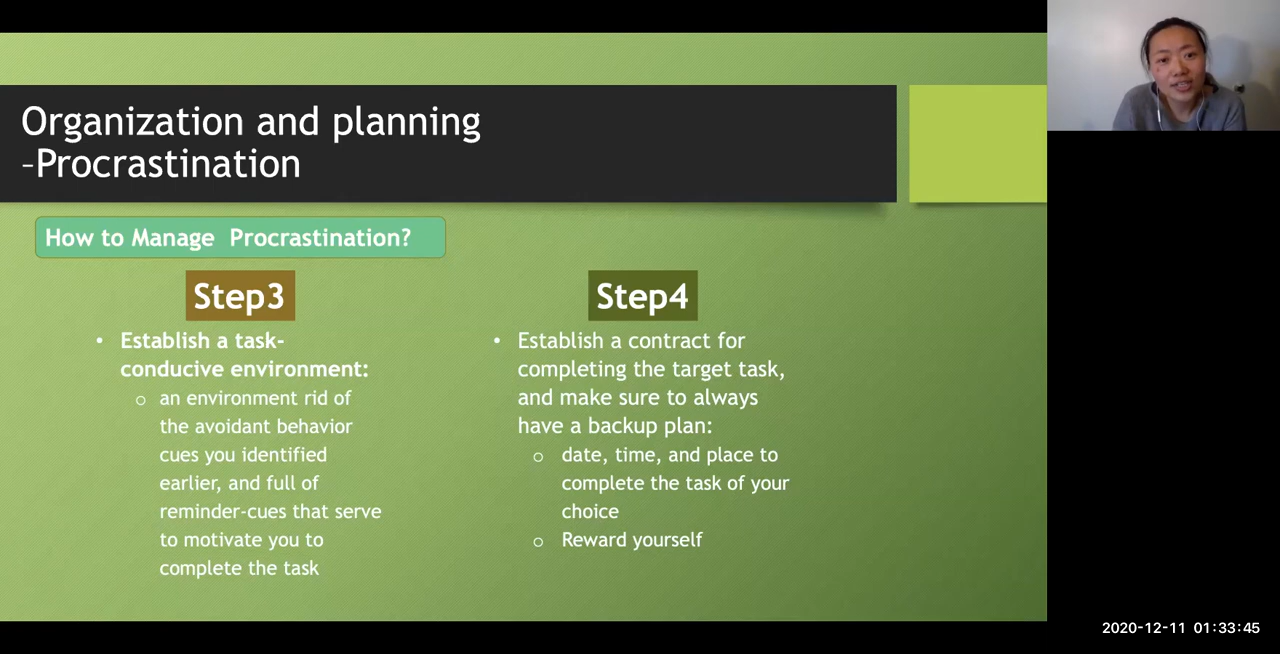 Organization and planning
–Procrastination
How to Manage  Procrastination?
Step3
• Establish a task-
conducive environment:
o an environment rid of
the avoidant behavior
cues you identified
earlier, and full of
reminder-cues that serve
to motivate you to
complete the task
Step4
• Establish a contract for
completing the target task,
and make sure to always
have a backup plan:
o date, time, and place to
complete the task of your
choice
o Reward yourself
2020-12-11 01:33:45